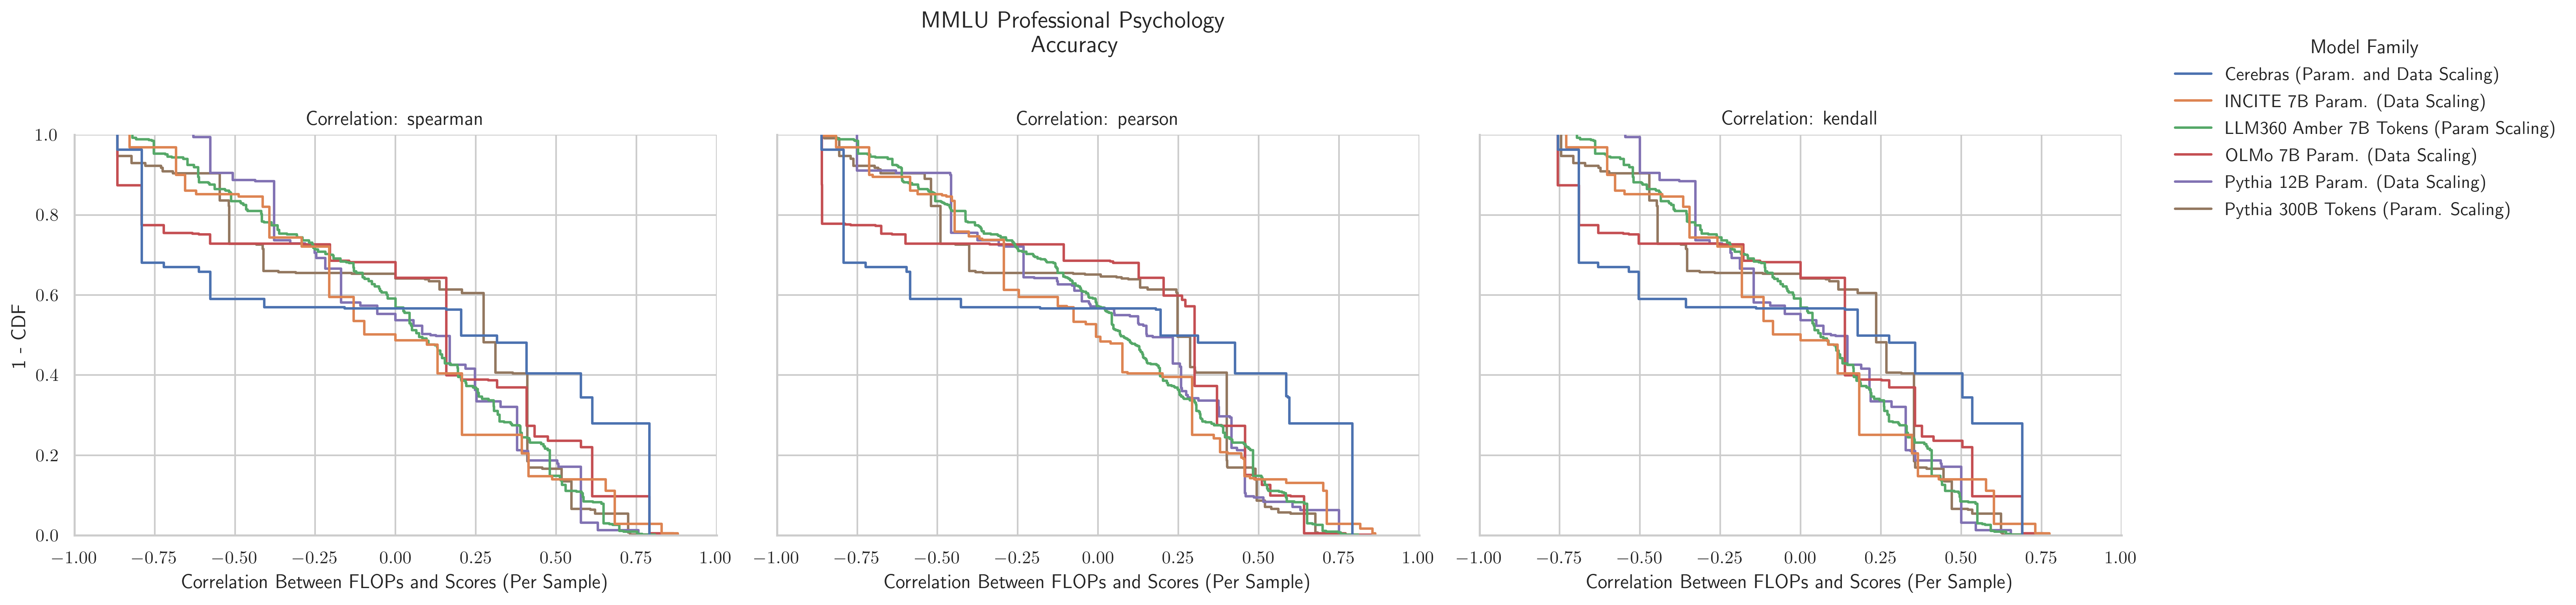 MMLU Professional Psychology
Accuracy
Model Family
Cerebras (Param. and Data Scaling)
INCITE 7B Param. (Data Scaling)
LLM360 Amber 7B Tokens (Param Scaling)
OLMo 7B Param. (Data Scaling)
Pythia 12B Param. (Data Scaling)
Pythia 300B Tokens (Param. Scaling)
Correlation: spearman
1 - CDF
1.0
0.8
0.6
0.4
0.2
0.0
−1.00 −0.75 −0.50 −0.25 0.00 0.25 0.50 0.75 1.00
Correlation Between FLOPs and Scores (Per Sample)
Correlation: pearson
−1.00 −0.75 −0.50 −0.25 0.00 0.25 0.50 0.75 1.00
Correlation Between FLOPs and Scores (Per Sample)
Correlation: kendall
−1.00 −0.75 −0.50 −0.25 0.00 0.25 0.50 0.75 1.00
Correlation Between FLOPs and Scores (Per Sample)